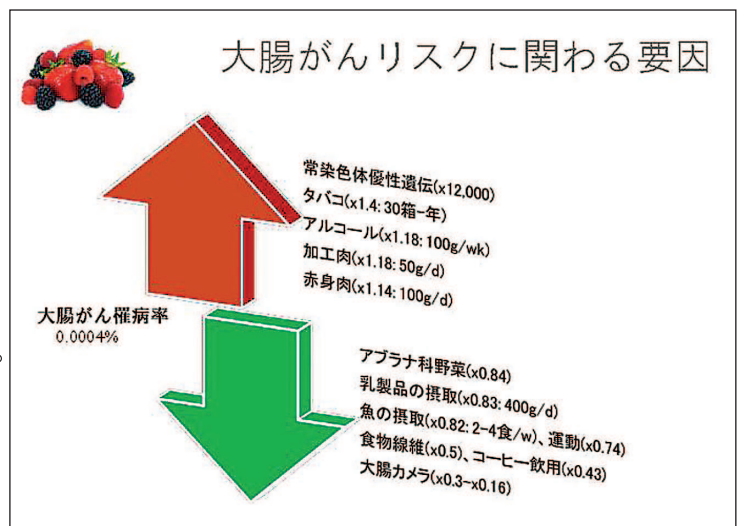 大腸がんリスクに関わる要因
常染色体優性遺伝(x12,000)
タバコ(x1.4: 30箱-年)
アルコール(x1.18: 100g/wk)
加工肉(x1.18: 50g/d)
赤身肉(x1.14: 100g/d)
大腸がん罹病率
0.0004%
アブラナ科野菜(x0.84)
乳製品の摂取(x0.83: 400g/d)
魚の摂取(x0.82: 2-4食/w)、運動(x0.74)
食物線維(x0.5)、コーヒー飲用(x0.43)
大腸カメラ(x0.3-x0.16)